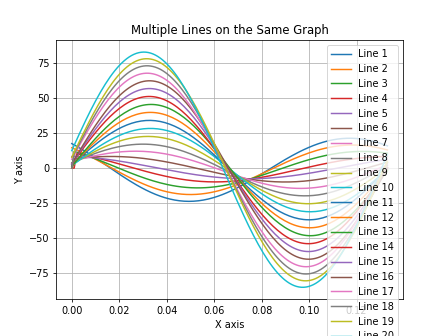 Multiple Lines on the Same Graph
Y axis
75
50
25
0
−25
−50
−75
0.00
0.02
0.04
0.06
0.08
0.10
X axis
Line 1
Line 2
Line 3
Line 4
Line 5
Line 6
Line 8
Line 9
Line 10
Line 11
Line 12
Line 13
Line 14
Line 15
Line 16
Line 17
Line 18
Line 19
Line 20